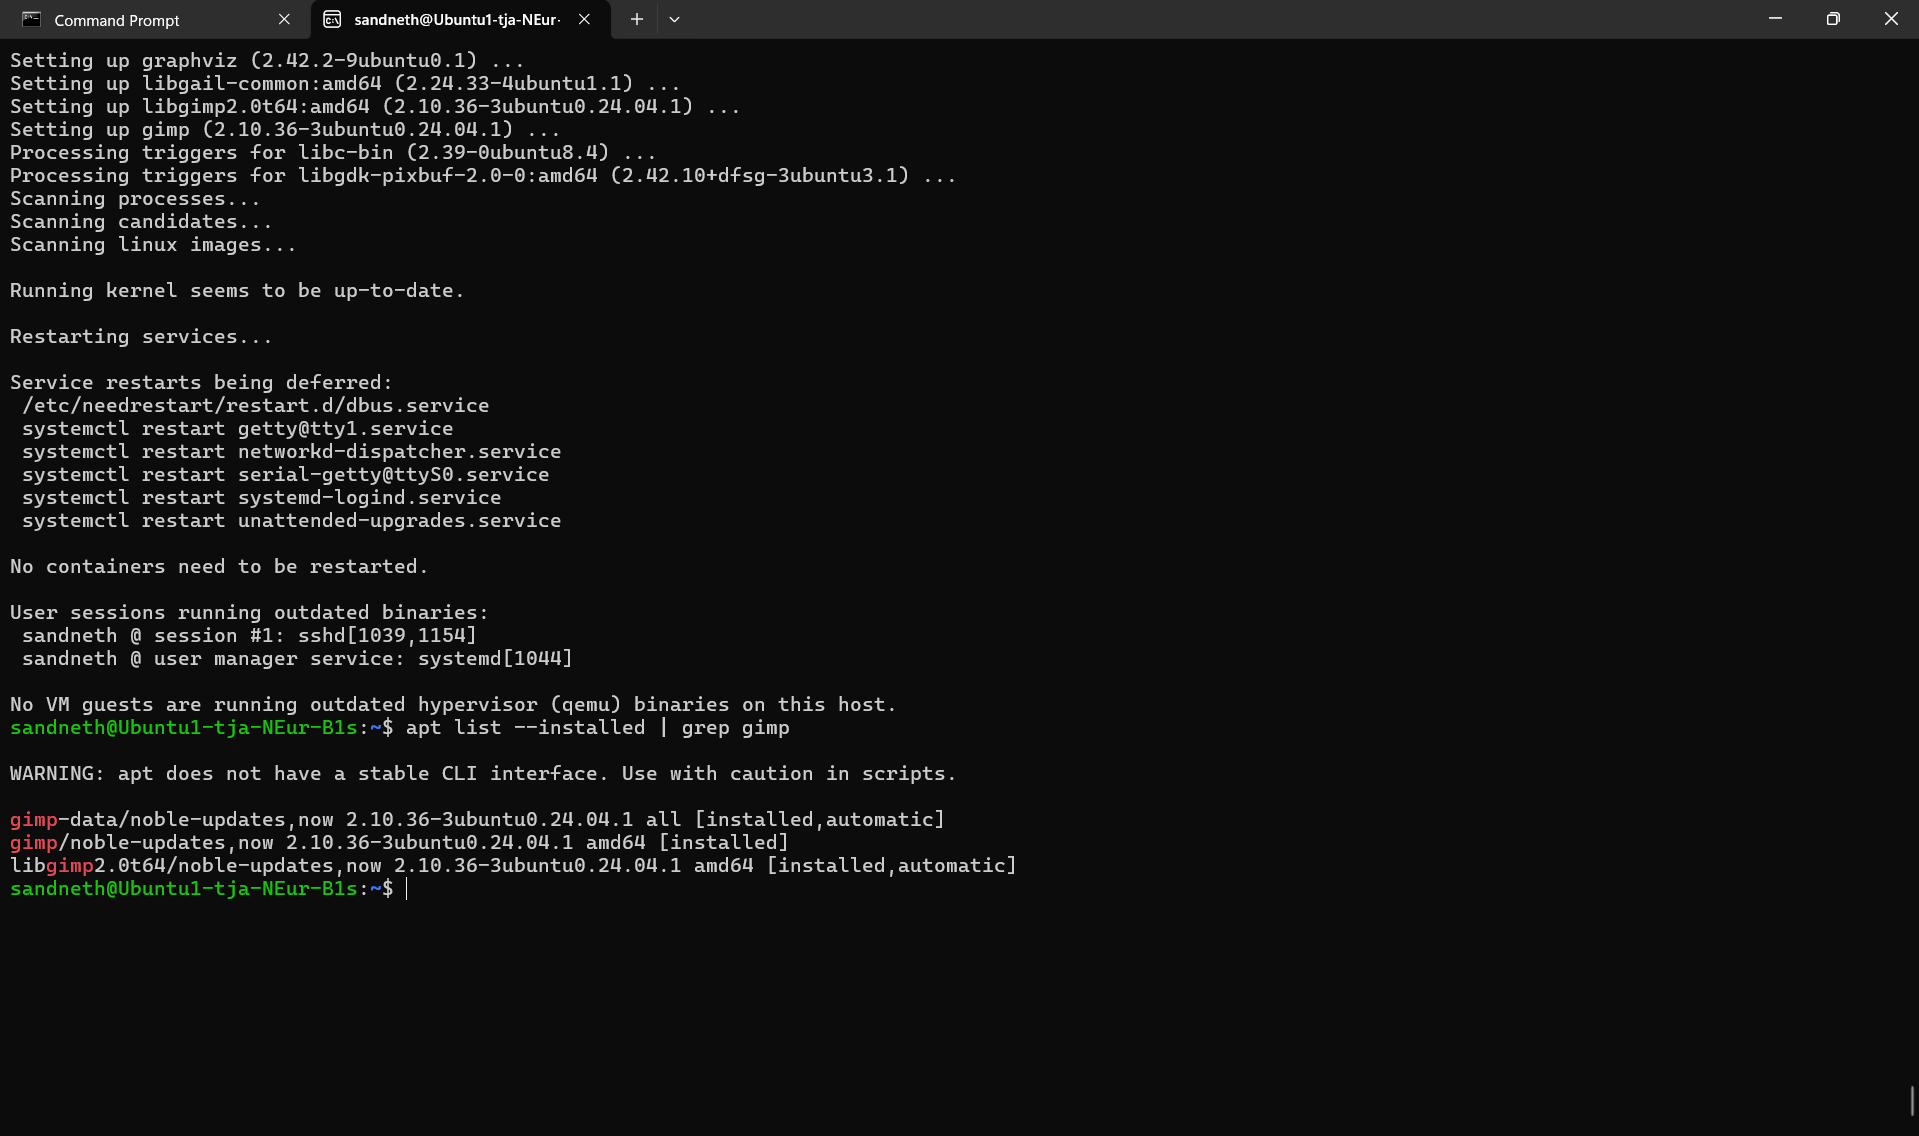 Command Prompt
sandneth@Ubuntu1-tja-NEur-
Setting up graphviz (2.42.2-9ubuntu0.1) ...
Setting up libgail-common:amd64 (2.24.33-4ubuntu1.1) ...
Setting up libgimp2.0t64:amd64 (2.10.36-3ubuntu0.24.04.1) ...
Setting up gimp (2.10.36-3ubuntu0.24.04.1) ...
Processing triggers for libc-bin (2.39-0ubuntu8.4) ...
Processing triggers for libgdk-pixbuf-2.0-0:amd64 (2.42.10+dfsg-3ubuntu3.1) ...
Scanning processes...
Scanning candidates...
Scanning linux images...
Running kernel seems to be up-to-date.
Restarting services...
Service restarts being deferred:
 /etc/needrestart/restart.d/dbus.service
 systemctl restart getty@tty1.service
 systemctl restart networkd-dispatcher.service
 systemctl restart serial-getty@ttyS0.service
 systemctl restart systemd-logind.service
 systemctl restart unattended-upgrades.service
No containers need to be restarted.
User sessions running outdated binaries:
 sandneth @ session #1: sshd[1039,1154]
 sandneth @ user manager service: systemd[1044]
No VM guests are running outdated hypervisor (qemu) binaries on this host.
sandneth@Ubuntu1-tja-NEur-B1s:~$ apt list --installed | grep gimp
WARNING: apt does not have a stable CLI interface. Use with caution in scripts.
gimp-data/noble-updates,now 2.10.36-3ubuntu0.24.04.1 all [installed,automatic]
gimp/noble-updates,now 2.10.36-3ubuntu0.24.04.1 amd64 [installed]
libgimp2.0t64/noble-updates,now 2.10.36-3ubuntu0.24.04.1 amd64 [installed,automatic]
sandneth@Ubuntu1-tja-NEur-B1s:~$